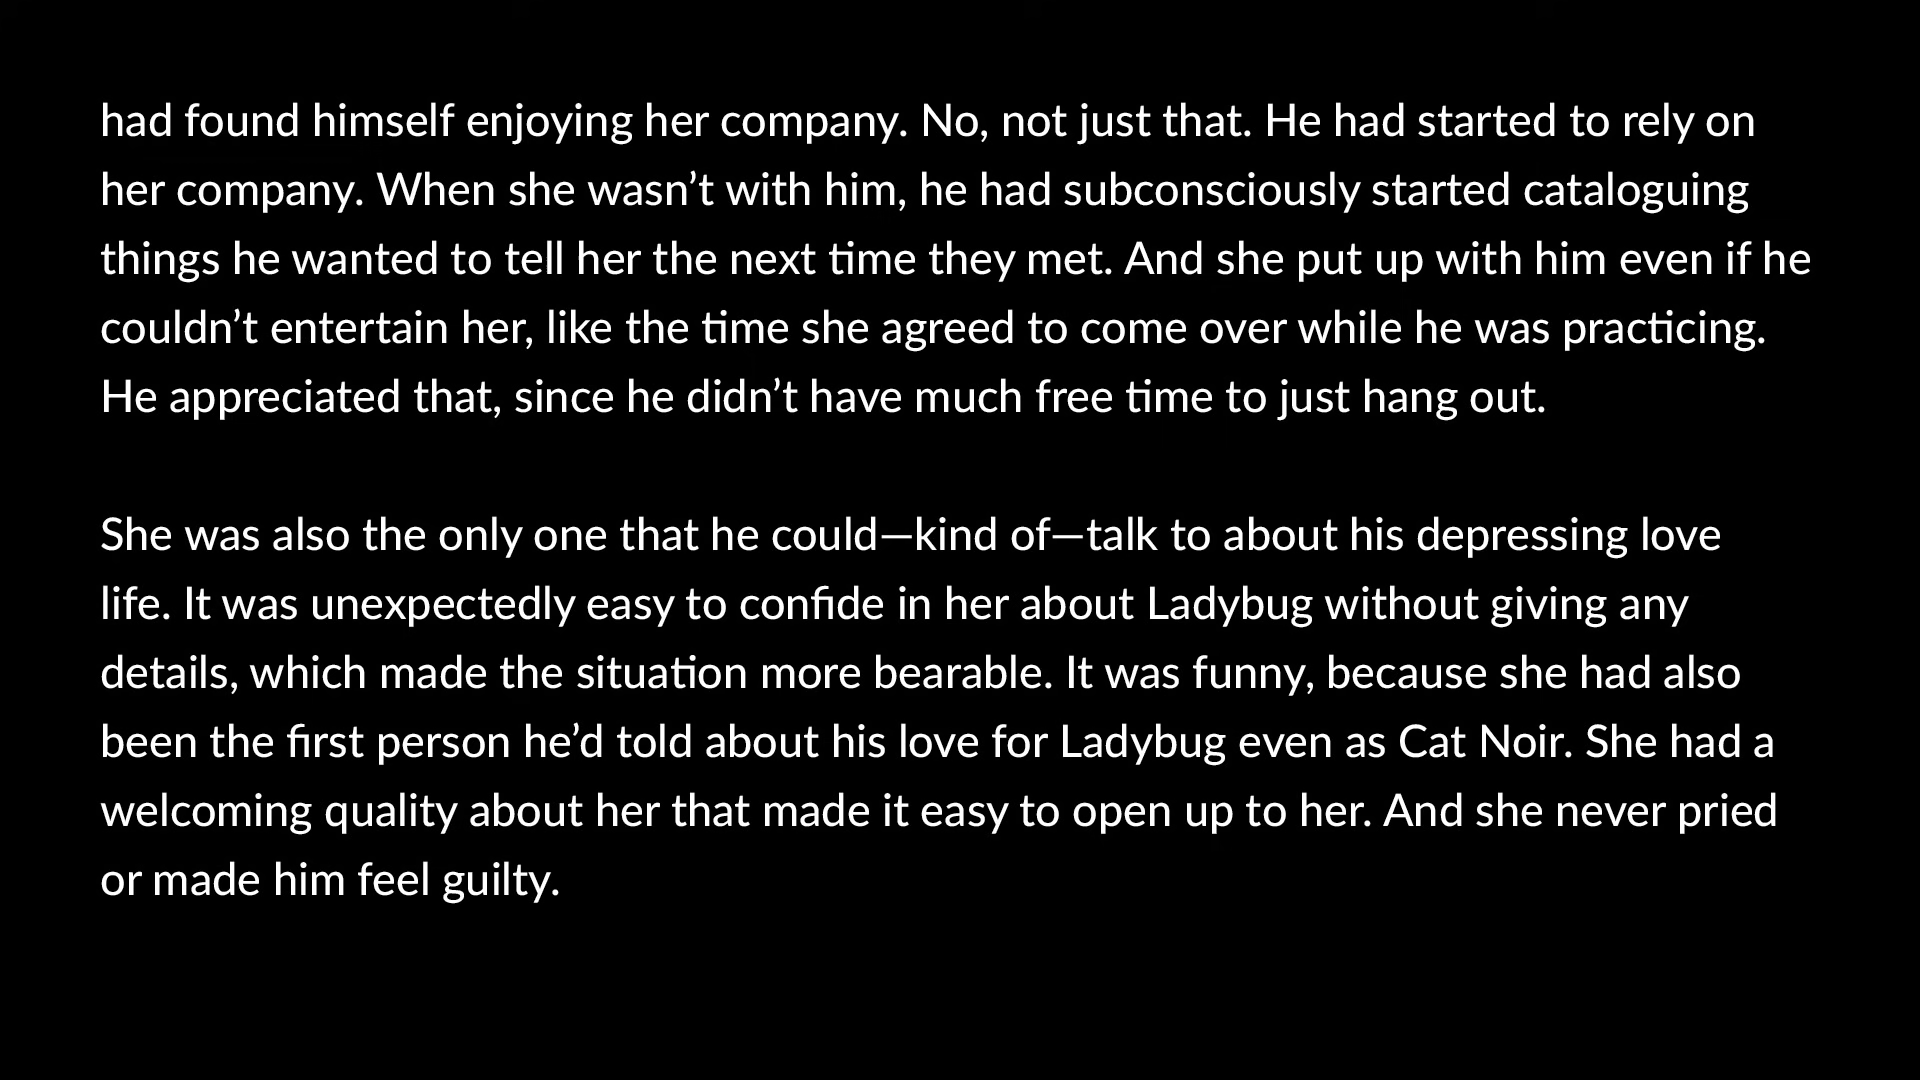 had found himself enjoying her company. No, not just that. He had started to rely on
her company. When she wasn’t with him, he had subconsciously started cataloguing
things he wanted to tell her the next time they met. And she put up with him even if he
couldn’t entertain her, like the time she agreed to come over while he was practicing.
He appreciated that, since he didn’t have much free time to just hang out.
She was also the only one that he could—kind of—talk to about his depressing love
life. It was unexpectedly easy to confide in her about Ladybug without giving any
details, which made the situation more bearable. It was funny, because she had also
been the first person he’d told about his love for Ladybug even as Cat Noir. She had a
welcoming quality about her that made it easy to open up to her. And she never pried
or made him feel guilty.